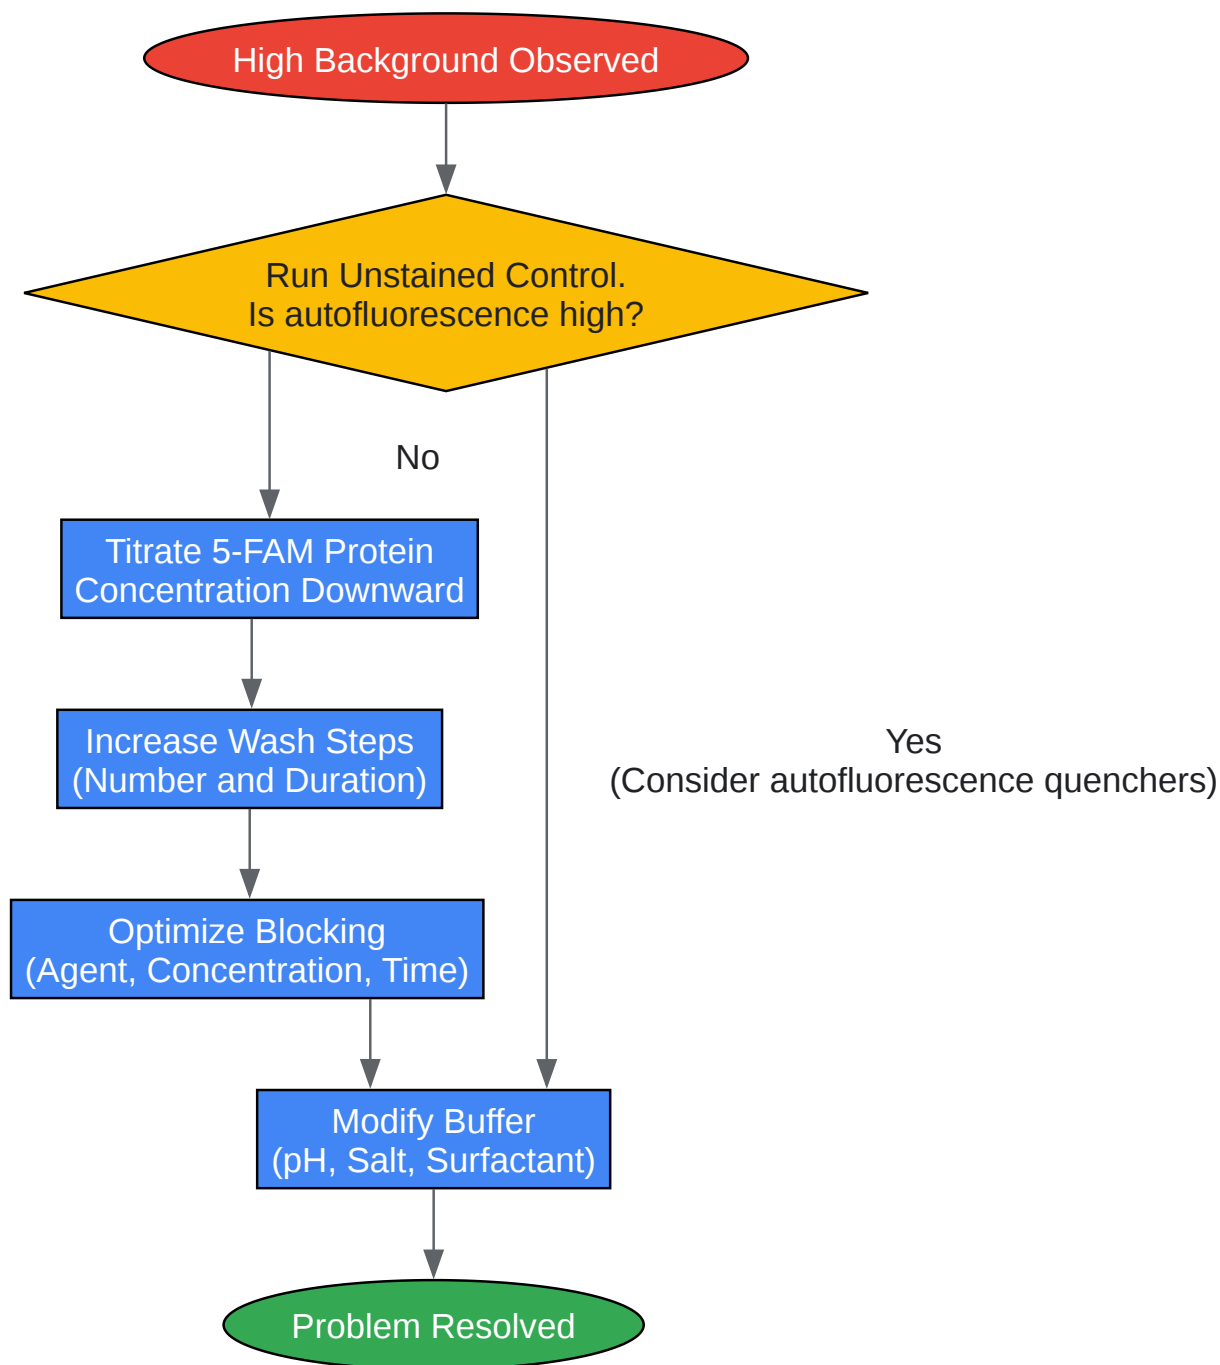 High Background Observed
Run Unstained Control.
Is autofluorescence high?
No
Titrate 5-FAM Protein
Concentration Downward
Increase Wash Steps
(Number and Duration)
Yes
(Consider autofluorescence quenchers)
Optimize Blocking
(Agent, Concentration, Time)
Modify Buffer
(pH, Salt, Surfactant)
Problem Resolved